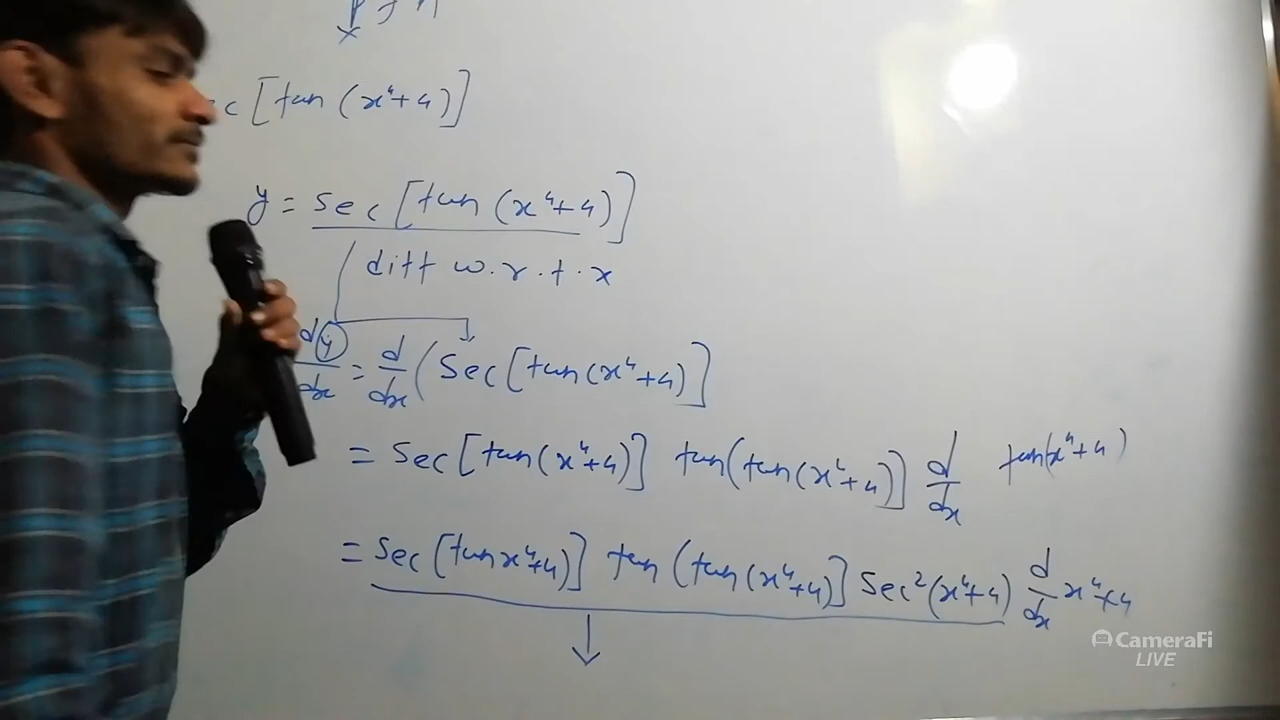 c [tan (x⁴+4)]
y = sec [tan (x⁴+4)]
diff w.r.t.x
dy/dx = d/dx (Sec [tan(x⁴+4)]
= Sec [tan(x⁴+4)] tan(tan(x⁴+4)] d/dx tan(x⁴+4)
= Sec [tan x⁴+4)] tan (tan(x⁴+4)] Sec²(x⁴+4) d/dx x⁴+4
CameraFi
LIVE